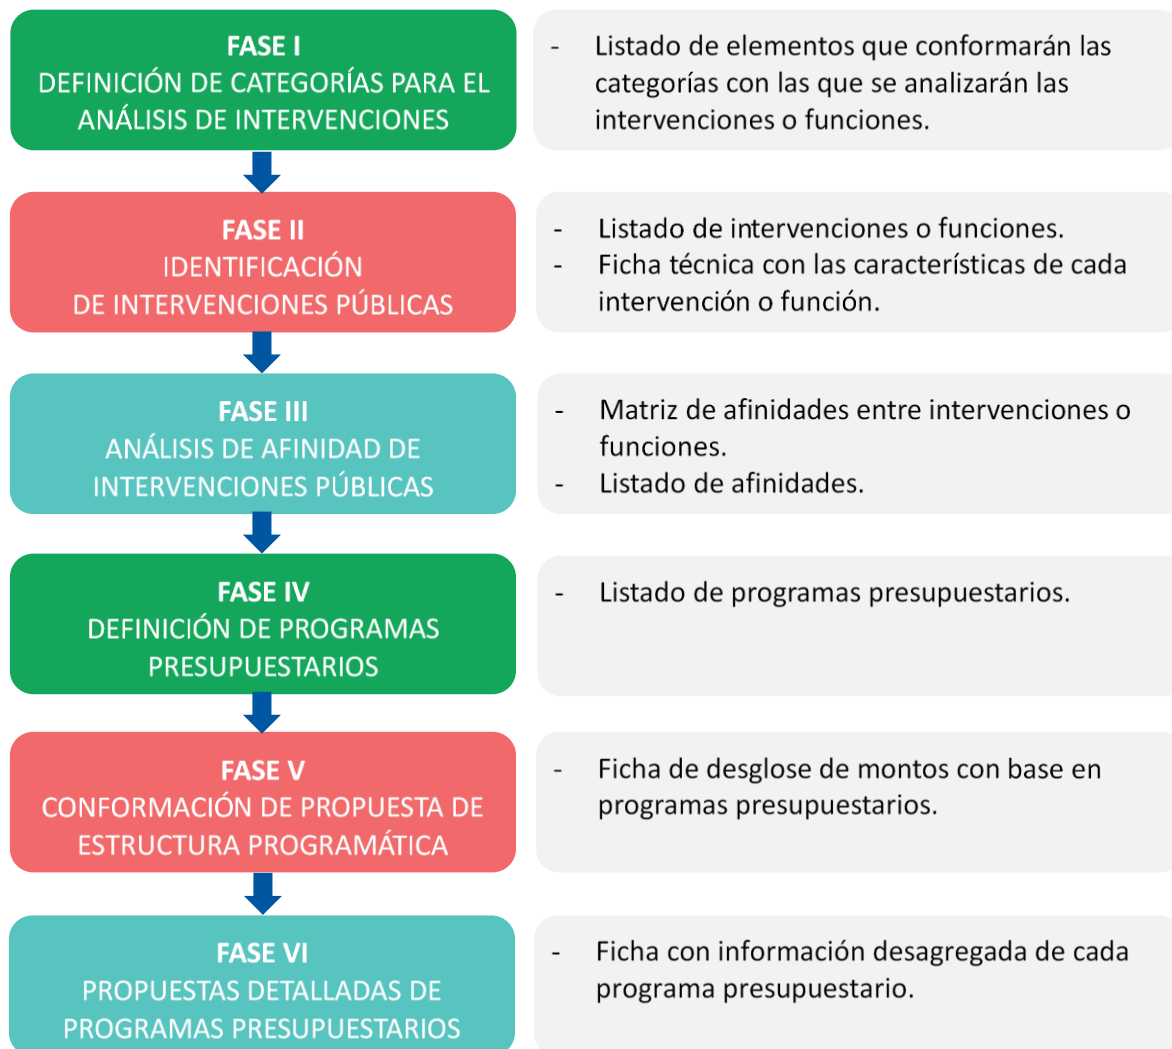 FASE I
DEFINICIÓN DE CATEGORÍAS PARA EL
ANÁLISIS DE INTERVENCIONES
- Listado de elementos que conformarán las
categorías con las que se analizarán las
intervenciones o funciones.
FASE II
IDENTIFICACIÓN
DE INTERVENCIONES PÚBLICAS
- Listado de intervenciones o funciones.
- Ficha técnica con las características de cada
intervención o función.
FASE III
ANÁLISIS DE AFINIDAD DE
INTERVENCIONES PÚBLICAS
- Matriz de afinidades entre intervenciones o
funciones.
- Listado de afinidades.
FASE IV
DEFINICIÓN DE PROGRAMAS
PRESUPUESTARIOS
- Listado de programas presupuestarios.
FASE V
CONFORMACIÓN DE PROPUESTA DE
ESTRUCTURA PROGRAMÁTICA
- Ficha de desglose de montos con base en
programas presupuestarios.
FASE VI
PROPUESTAS DETALLADAS DE
PROGRAMAS PRESUPUESTARIOS
- Ficha con información desagregada de cada
programa presupuestario.